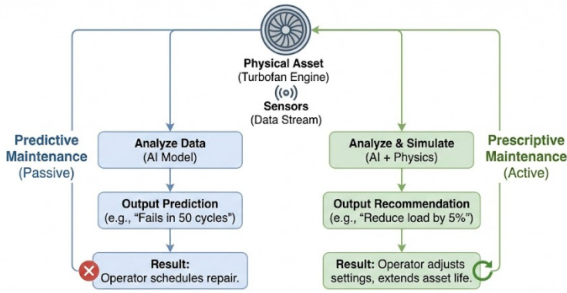 Physical Asset
(Turbofan Engine)
Sensors
(Data Stream)
Predictive
Maintenance
(Passive)
Analyze Data
(AI Model)
Output Prediction
(e.g., “Fails in 50 cycles”)
Result:
Operator schedules repair.
Analyze & Simulate
(AI + Physics)
Output Recommendation
(e.g., “Reduce load by 5%”)
Result: Operator adjusts
settings, extends asset life.
Prescriptive
Maintenance
(Active)